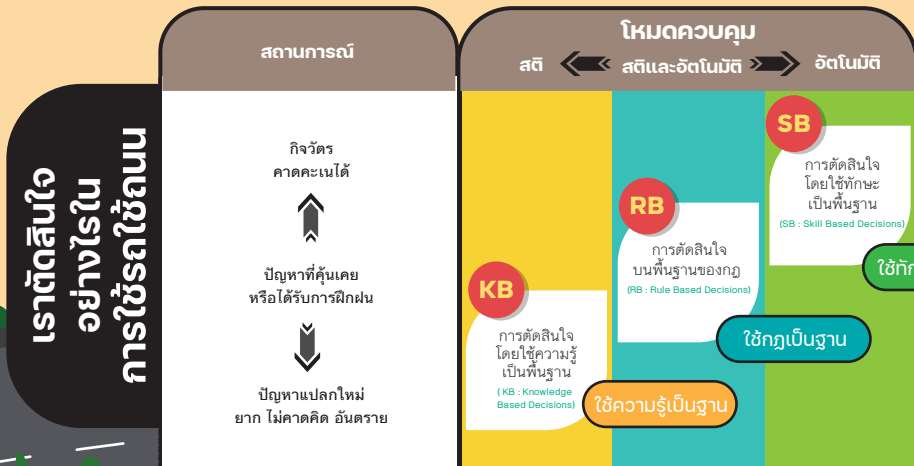 เราตัดสินใจ
อย่างไรใน
การใช้รถใช้ถนน
สถานการณ์
กิจวัตร
คาดคะเนได้
ปัญหาที่คุ้นเคย
หรือได้รับการฝึกฝน
ปัญหาแปลกใหม่
ยาก ไม่คาดคิด อันตราย
โหมดควบคุม
สติ สติและอัตโนมัติ อัตโนมัติ
KB
การตัดสินใจ
โดยใช้ความรู้
เป็นพื้นฐาน
( KB : Knowledge
Based Decisions)
ใช้ความรู้เป็นฐาน
RB
การตัดสินใจ
บนพื้นฐานของกฎ
(RB : Rule Based Decisions)
ใช้กฎเป็นฐาน
SB
การตัดสินใจ
โดยใช้ทักษะ
เป็นพื้นฐาน
(SB : Skill Based Decisions)